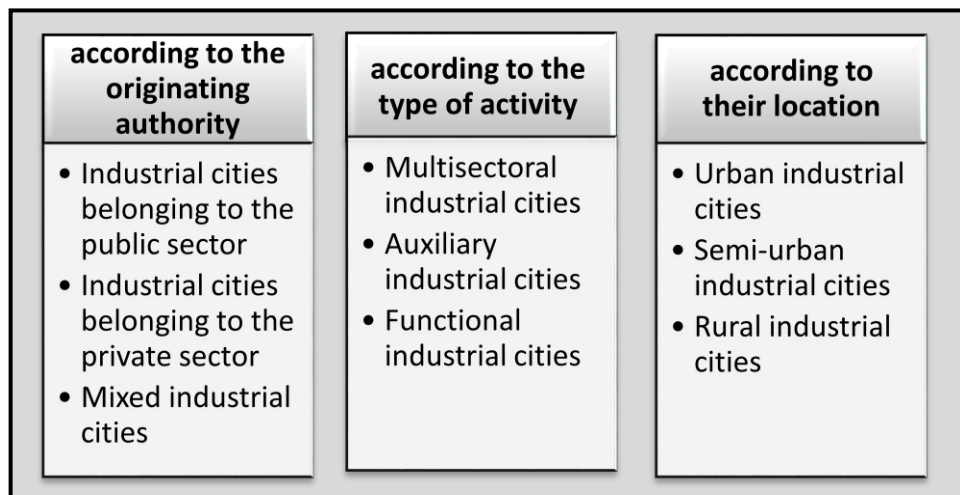 according to the
originating
authority
• Industrial cities
belonging to the
public sector
• Industrial cities
belonging to the
private sector
• Mixed industrial
cities
according to the
type of activity
• Multisectoral
industrial cities
• Auxiliary
industrial cities
• Functional
industrial cities
according to
their location
• Urban industrial
cities
• Semi-urban
industrial cities
• Rural industrial
cities